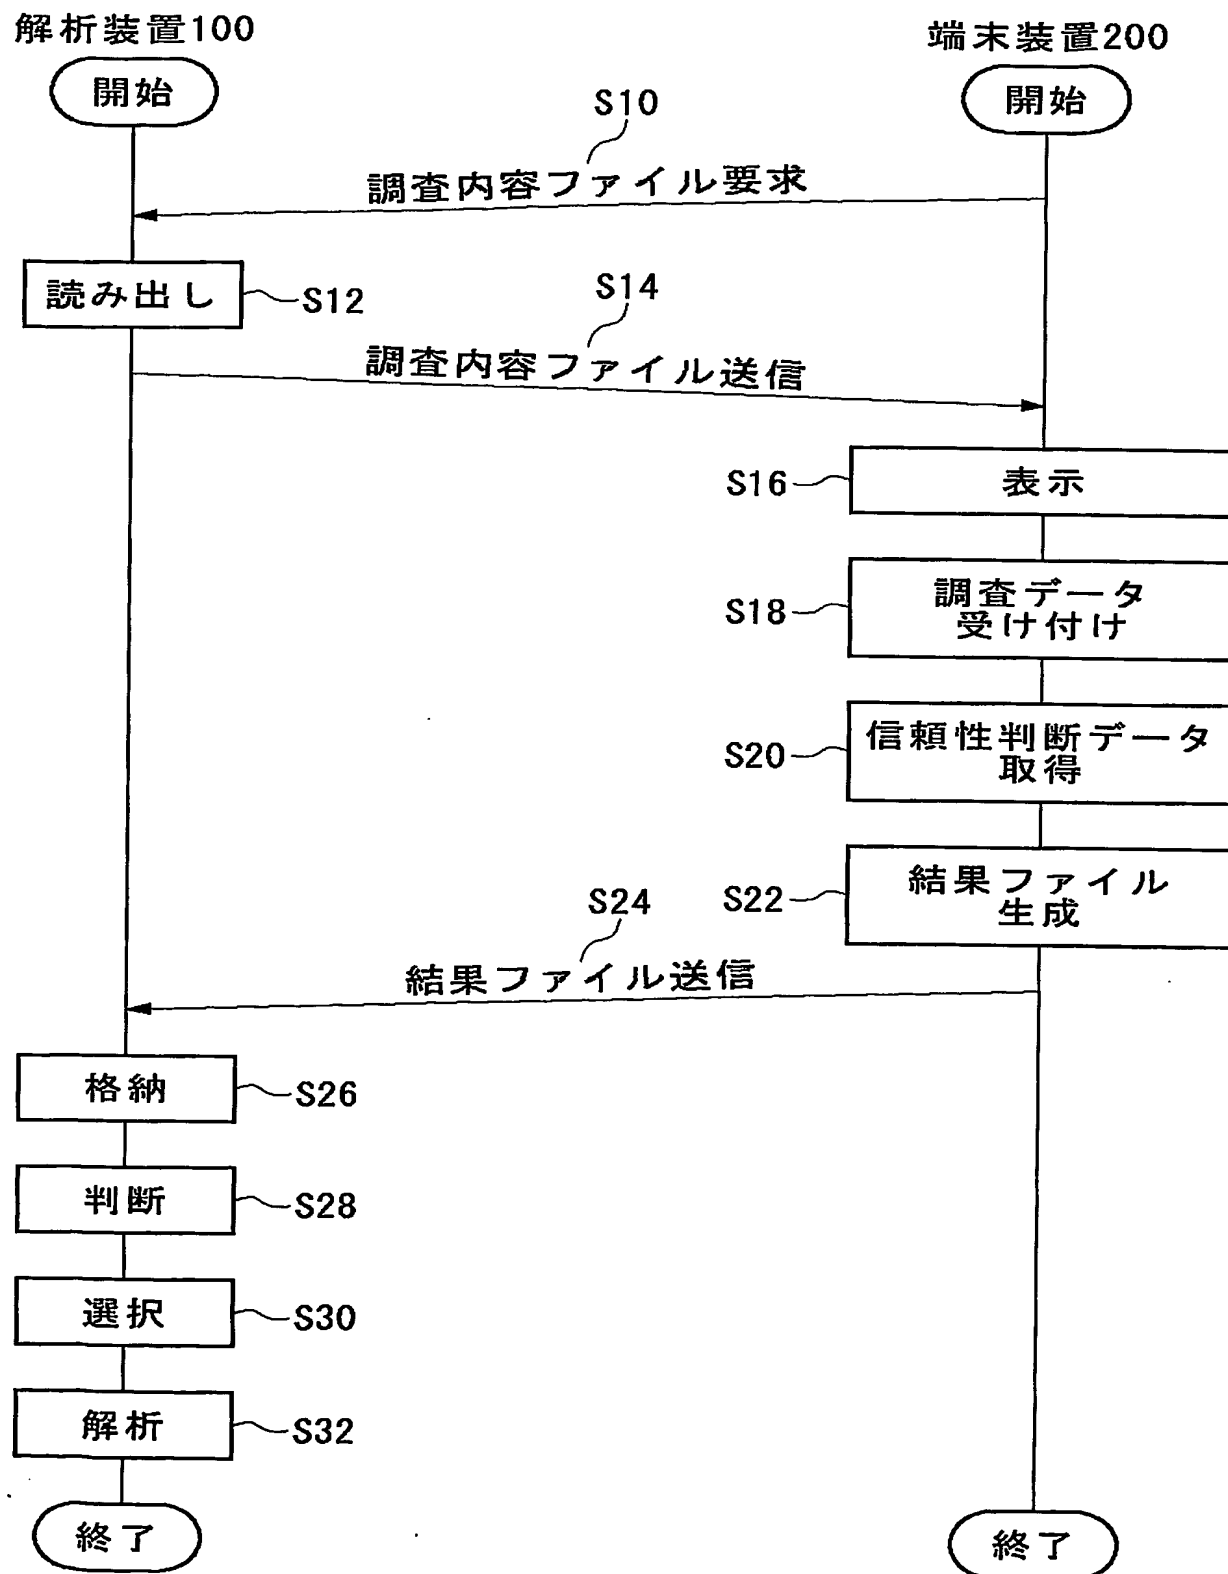 解析装置100
端末装置200
開始
開始
S10
調査内容ファイル要求
読み出し
S12
S14
調査内容ファイル送信
S16
表示
S18
調査データ
受け付け
S20
信頼性判断データ
取得
S22
結果ファイル
生成
S24
結果ファイル送信
格納
S26
判断
S28
選択
S30
解析
S32
終了
終了